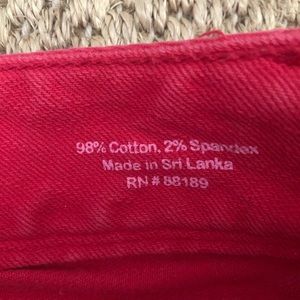 98% Cotton, 2% Spandex
Made in Sri Lanka
RN # 88189